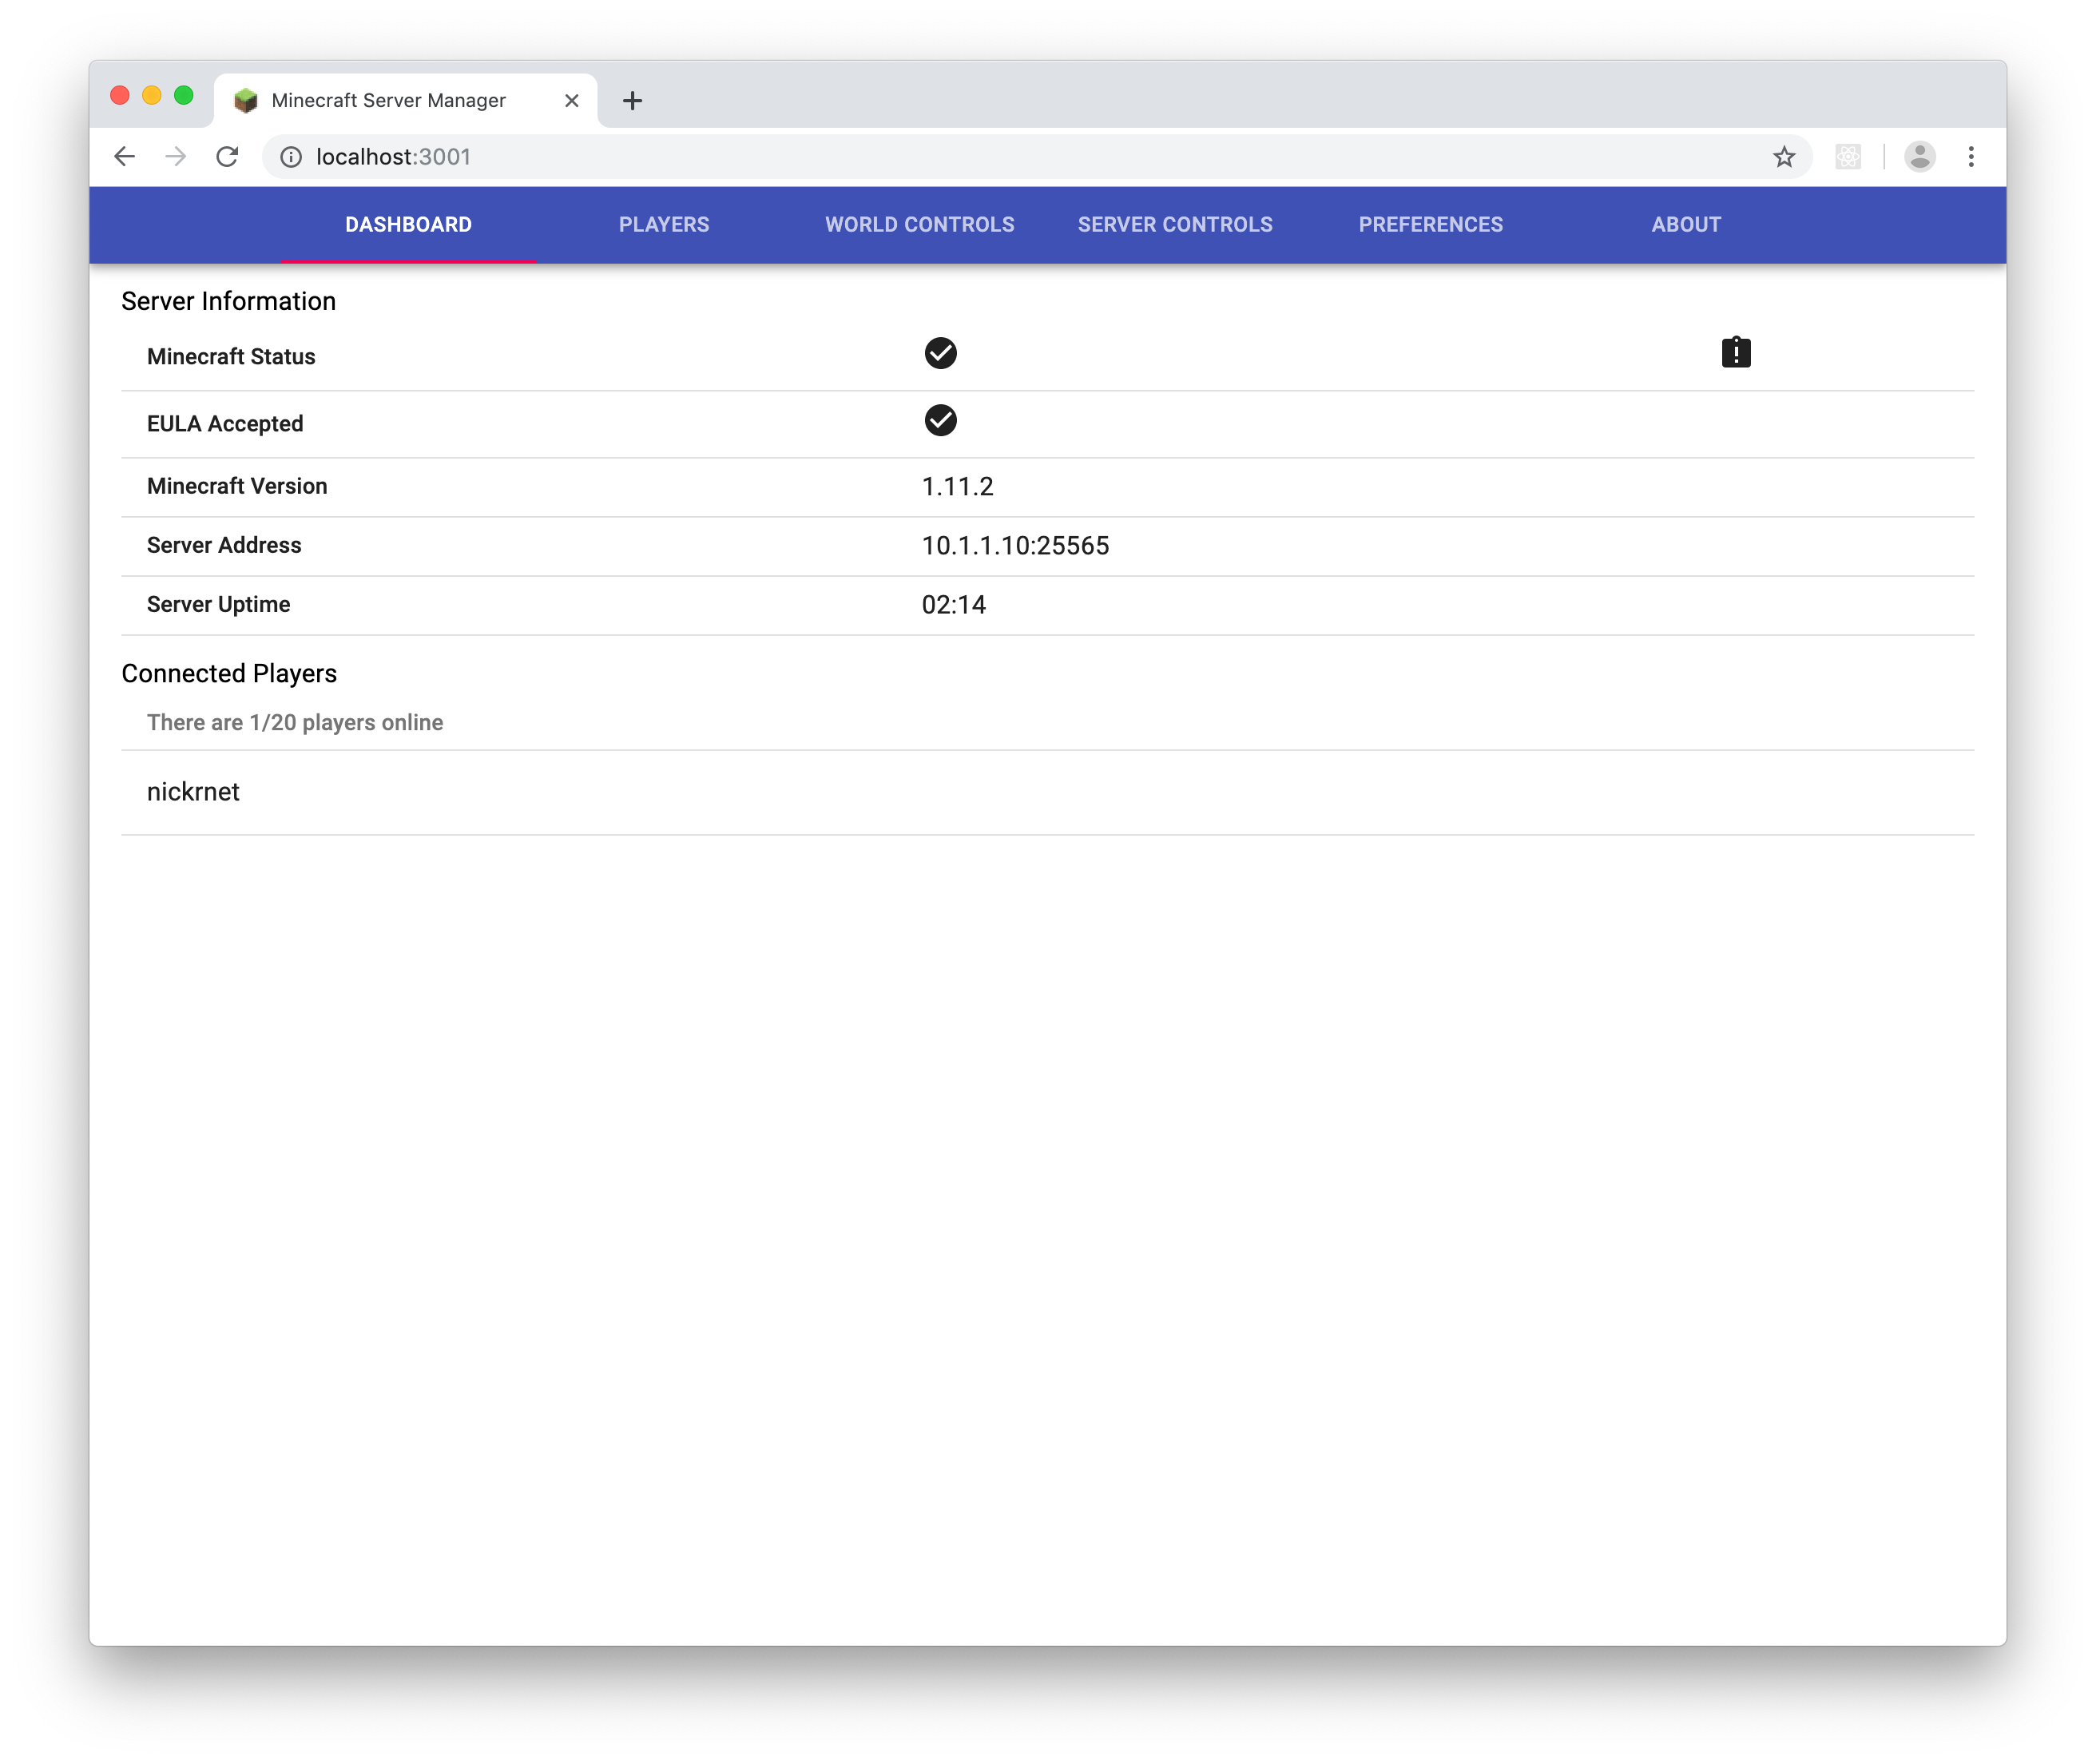 Minecraft Server Manager
localhost:3001
DASHBOARD PLAYERS WORLD CONTROLS SERVER CONTROLS PREFERENCES ABOUT
Server Information
Minecraft Status
EULA Accepted
Minecraft Version 1.11.2
Server Address 10.1.1.10:25565
Server Uptime 02:14
Connected Players
There are 1/20 players online
nickrnet